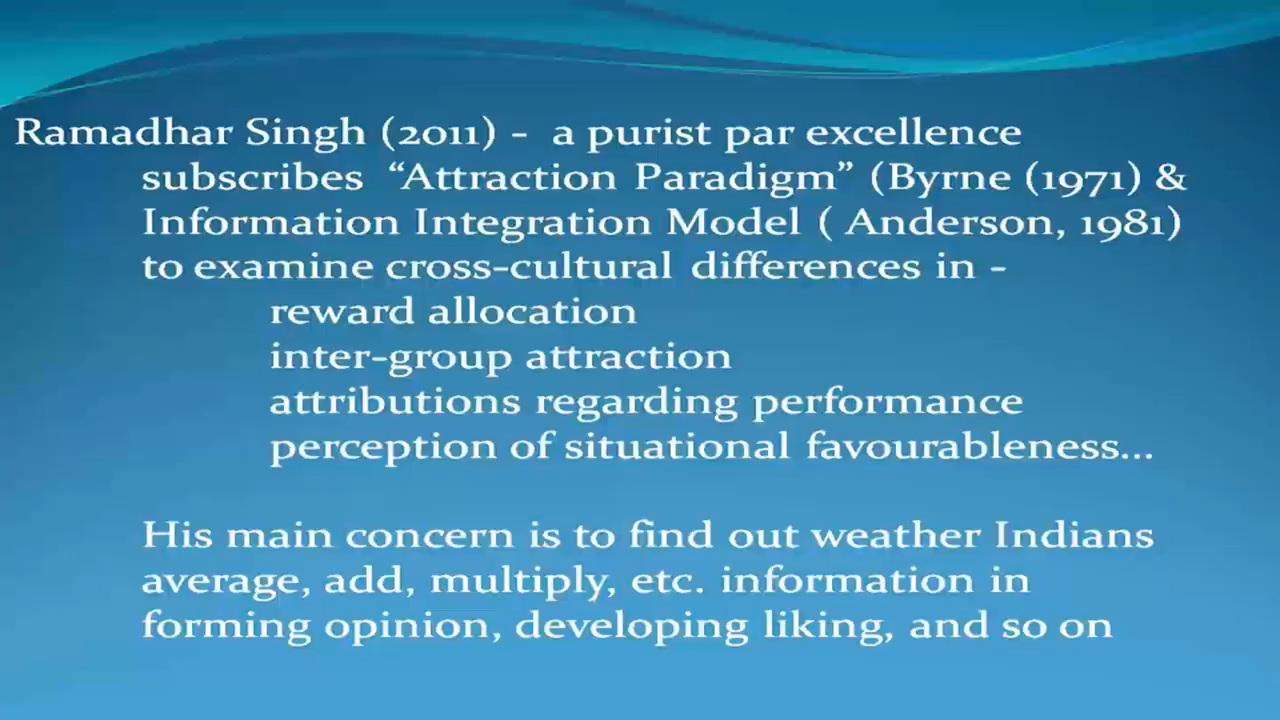 Ramadhar Singh (2011) - a purist par excellence
subscribes “Attraction Paradigm” (Byrne (1971) &
Information Integration Model ( Anderson, 1981)
to examine cross-cultural differences in -
reward allocation
inter-group attraction
attributions regarding performance
perception of situational favourableness...
His main concern is to find out weather Indians
average, add, multiply, etc. information in
forming opinion, developing liking, and so on